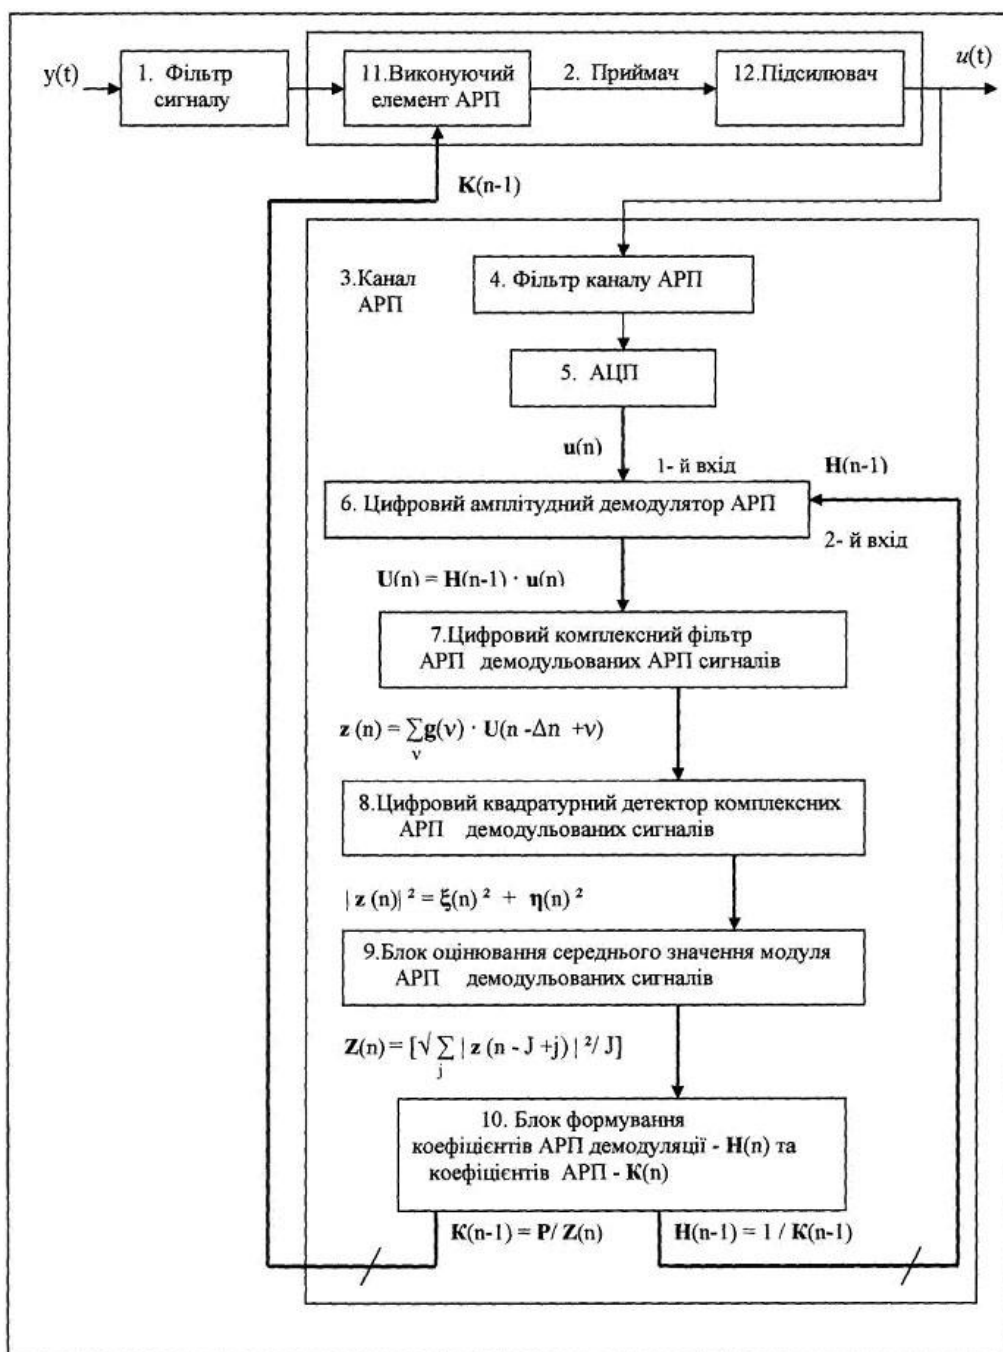 y(t)
1. Фільтр
сигналу
11.Виконуючий
елемент АРП
2. Приймач
12.Підсилювач
u(t)
K(n-1)
3.Канал
АРП
4. Фільтр каналу АРП
5. АЦП
u(n)
1- й вхід
H(n-1)
6. Цифровий амплітудний демодулятор АРП
2- й вхід
U(n) = H(n-1) · u(n)
7.Цифровий комплексний фільтр
АРП демодульованих АРП сигналів
z (n) = ∑g(ν) · U(n -Δn +ν)
ν
8.Цифровий квадратурний детектор комплексних
АРП демодульованих сигналів
| z (n)| ² = ξ(n) ² + η(n) ²
9.Блок оцінювання середнього значення модуля
АРП демодульованих сигналів
Z(n) = [√ ∑ | z (n - J +j) | ²/ J]
j
10. Блок формування
коефіцієнтів АРП демодуляції - H(n) та
коефіцієнтів АРП - K(n)
K(n-1) = P/ Z(n)
H(n-1) = 1 / K(n-1)